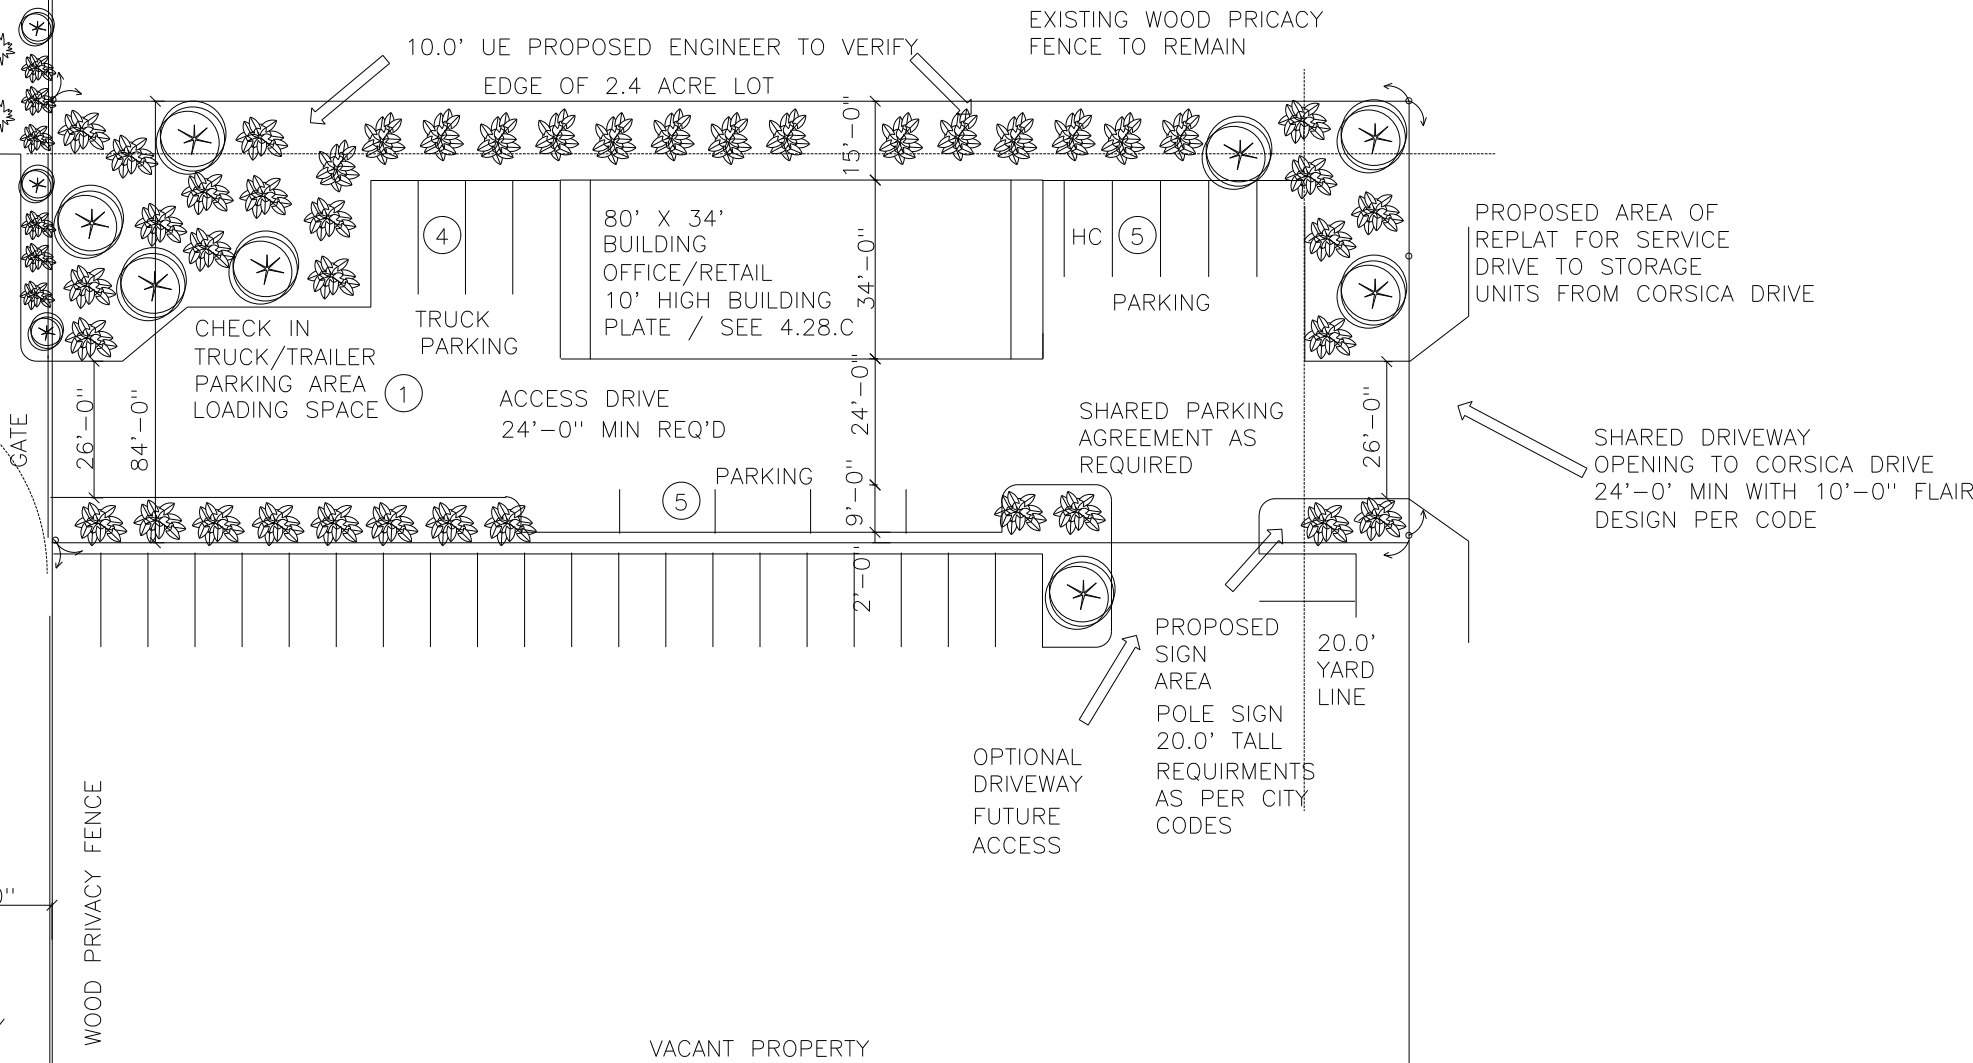 EXISTING WOOD PRICACY
FENCE TO REMAIN
10.0' UE PROPOSED ENGINEER TO VERIFY
EDGE OF 2.4 ACRE LOT
15'-0"
34'-0"
24'-0"
9'-0"
2'-0"
80' X 34'
BUILDING
OFFICE/RETAIL
10' HIGH BUILDING
PLATE / SEE 4.28.C
4
TRUCK
PARKING
HC 5
PARKING
PROPOSED AREA OF
REPLAT FOR SERVICE
DRIVE TO STORAGE
UNITS FROM CORSICA DRIVE
CHECK IN
TRUCK/TRAILER
PARKING AREA
LOADING SPACE
1
GATE
26'-0"
84'-0"
ACCESS DRIVE
24'-0" MIN REQ'D
PARKING
5
SHARED PARKING
AGREEMENT AS
REQUIRED
26'-0"
SHARED DRIVEWAY
OPENING TO CORSICA DRIVE
24'-0' MIN WITH 10'-0" FLAIR
DESIGN PER CODE
PROPOSED
SIGN
AREA
POLE SIGN
20.0' TALL
REQUIRMENTS
AS PER CITY
CODES
20.0'
YARD
LINE
OPTIONAL
DRIVEWAY
FUTURE
ACCESS
WOOD PRIVACY FENCE
VACANT PROPERTY